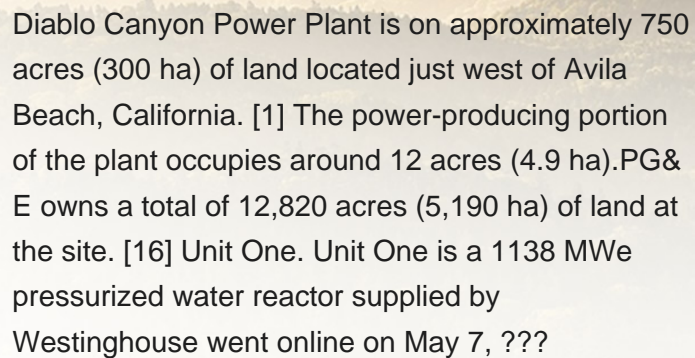 Diablo Canyon Power Plant is on approximately 750
acres (300 ha) of land located just west of Avila
Beach, California. [1] The power-producing portion
of the plant occupies around 12 acres (4.9 ha).PG&
E owns a total of 12,820 acres (5,190 ha) of land at
the site. [16] Unit One. Unit One is a 1138 MWe
pressurized water reactor supplied by
Westinghouse went online on May 7, ???